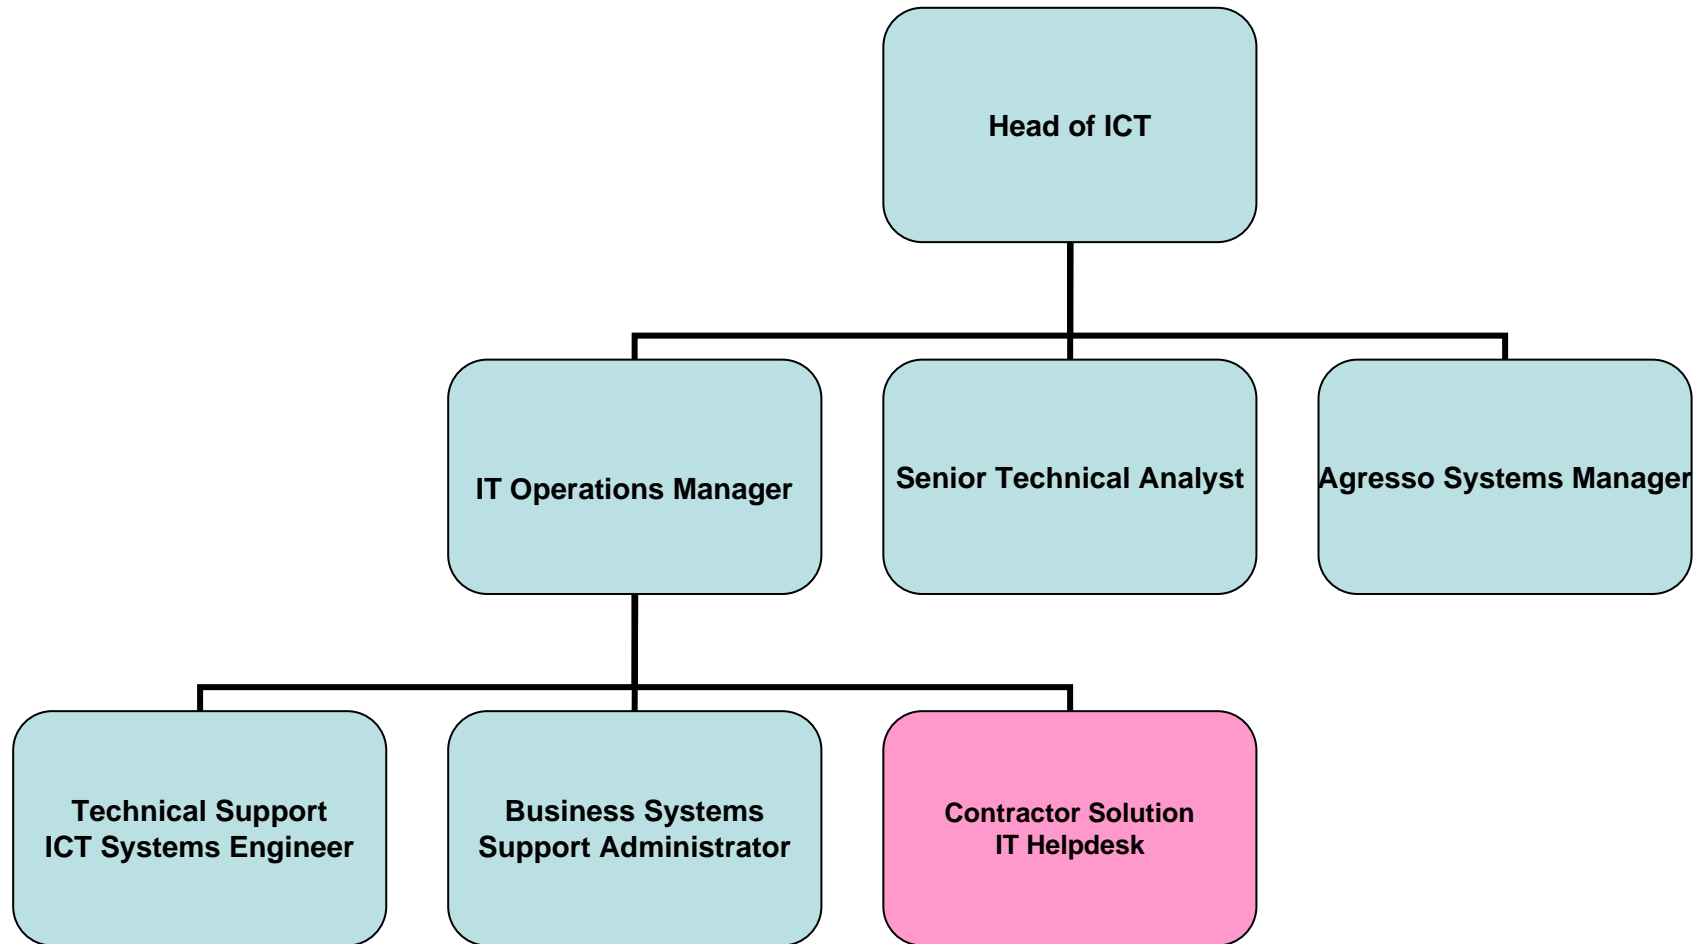 Head of ICT
IT Operations Manager
Senior Technical Analyst
Agresso Systems Manager
Technical Support
ICT Systems Engineer
Business Systems
Support Administrator
Contractor Solution
IT Helpdesk